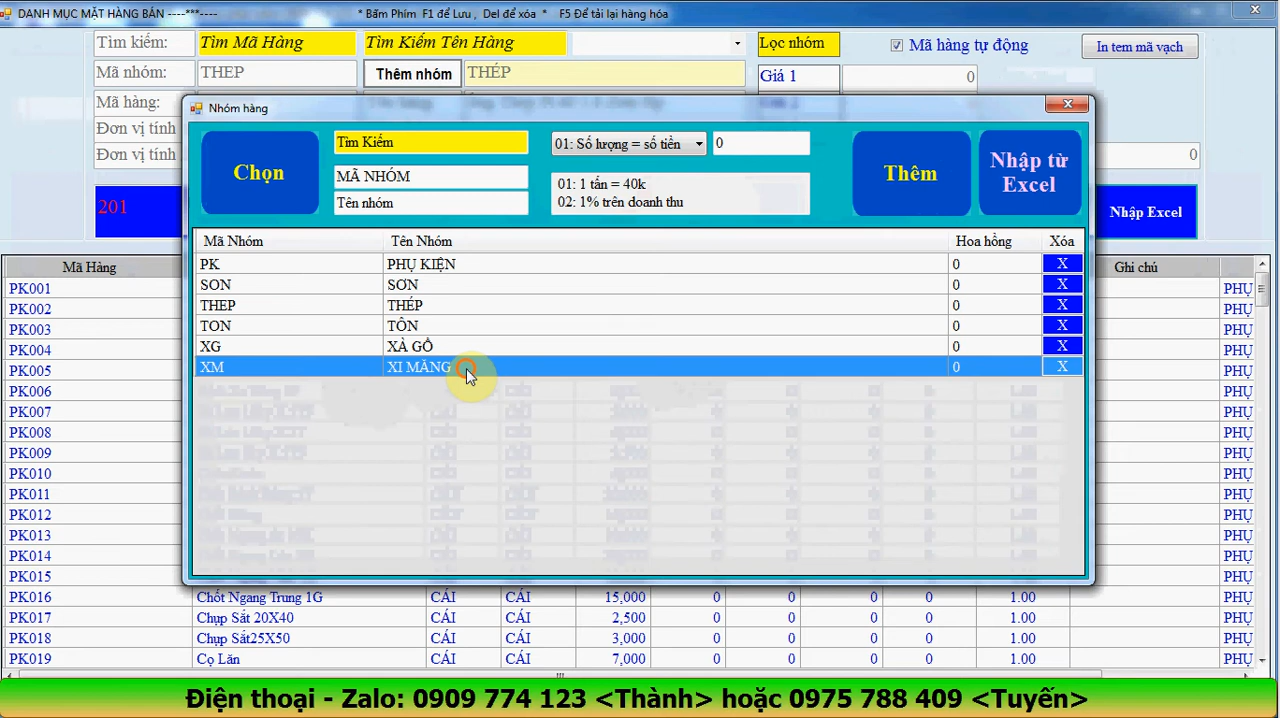 DANH MỤC MẶT HÀNG BÁN ----***---- * Bấm Phím F1 để Lưu , Del để xóa * F5 Để tải lại hàng hóa
Tìm kiếm: Tìm Mã Hàng Tìm Kiếm Tên Hàng Lọc nhóm Mã hàng tự động In tem mã vạch
Mã nhóm: THEP Thêm nhóm THÉP Giá 1 0
Mã hàng:
Đơn vị tính
Đơn vị tính 0
201 Nhập Excel
Nhóm hàng
Chọn Tìm Kiếm 01: Số lượng = số tiền 0 Thêm Nhập từ Excel
MÃ NHÓM
Tên nhóm
01: 1 tấn = 40k
02: 1% trên doanh thu
Mã Nhóm Tên Nhóm Hoa hồng Xóa
PK PHỤ KIỆN 0 X
SON SƠN 0 X
THEP THÉP 0 X
TON TÔN 0 X
XG XÀ GỒ 0 X
XM XI MĂNG 0 X
Mã Hàng Ghi chú
PK001 PHỤ
PK002 PHỤ
PK003 PHỤ
PK004 PHỤ
PK005 PHỤ
PK006 PHỤ
PK007 PHỤ
PK008 PHỤ
PK009 PHỤ
PK010 PHỤ
PK011 PHỤ
PK012 PHỤ
PK013 PHỤ
PK014 PHỤ
PK015 PHỤ
PK016 Chốt Ngang Trung 1G CÁI CÁI 15,000 0 0 0 0 1.00 PHỤ
PK017 Chụp Sắt 20X40 CÁI CÁI 2,500 0 0 0 0 1.00 PHỤ
PK018 Chụp Sắt25X50 CÁI CÁI 3,000 0 0 0 0 1.00 PHỤ
PK019 Cọ Lăn CÁI CÁI 7,000 0 0 0 0 1.00 PHỤ
Điện thoại - Zalo: 0909 774 123 <Thành> hoặc 0975 788 409 <Tuyến>